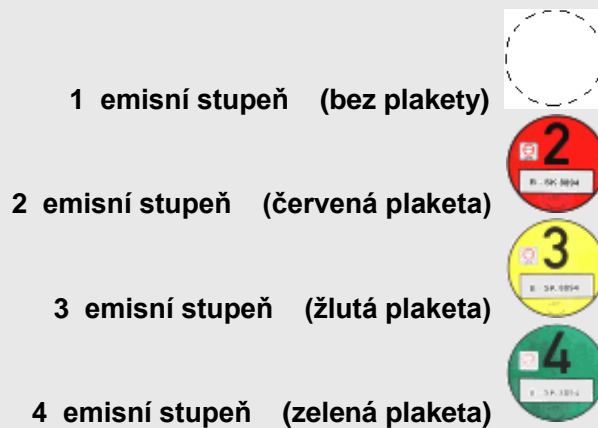 1 emisní stupeň (bez plakety)
2
2 emisní stupeň (červená plaketa)
3
3 emisní stupeň (žlutá plaketa)
4
4 emisní stupeň (zelená plaketa)